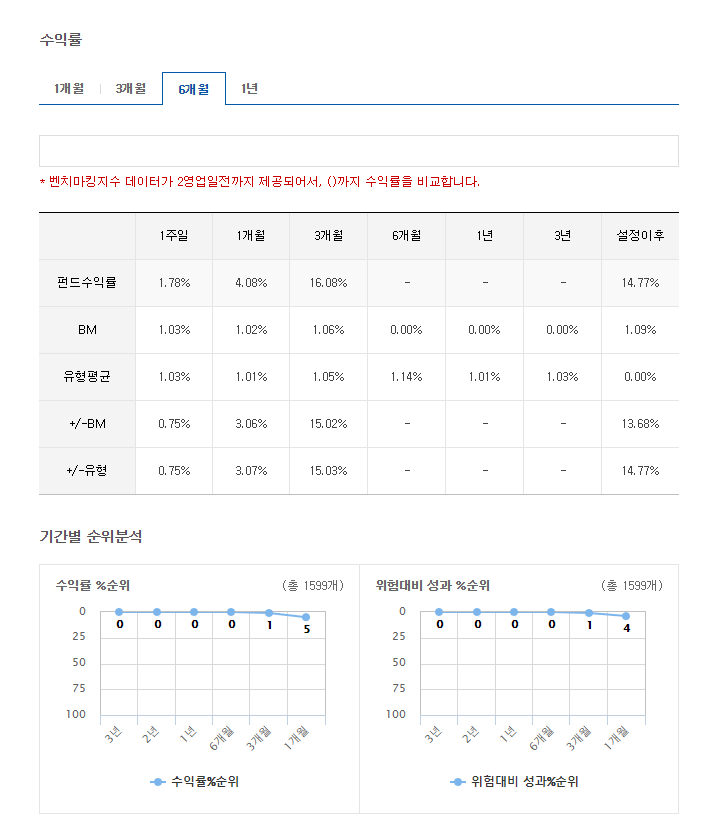 수익률
1개월 3개월 6개월 1년
* 벤치마킹지수 데이터가 2영업일전까지 제공되어서, ()까지 수익률을 비교합니다.
1주일 1개월 3개월 6개월 1년 3년 설정이후
펀드수익률 1.78% 4.08% 16.08% - - - 14.77%
BM 1.03% 1.02% 1.06% 0.00% 0.00% 0.00% 1.09%
유형평균 1.03% 1.01% 1.05% 1.14% 1.01% 1.03% 0.00%
+/-BM 0.75% 3.06% 15.02% - - - 13.68%
+/-유형 0.75% 3.07% 15.03% - - - 14.77%
기간별 순위분석
수익률 %순위 (총 1599개)
0
25
50
75
100
0 0 0 0 1 5
3년 2년 1년 6개월 3개월 1개월
수익률%순위
위험대비 성과 %순위 (총 1599개)
0
25
50
75
100
0 0 0 0 1 4
3년 2년 1년 6개월 3개월 1개월
위험대비 성과%순위